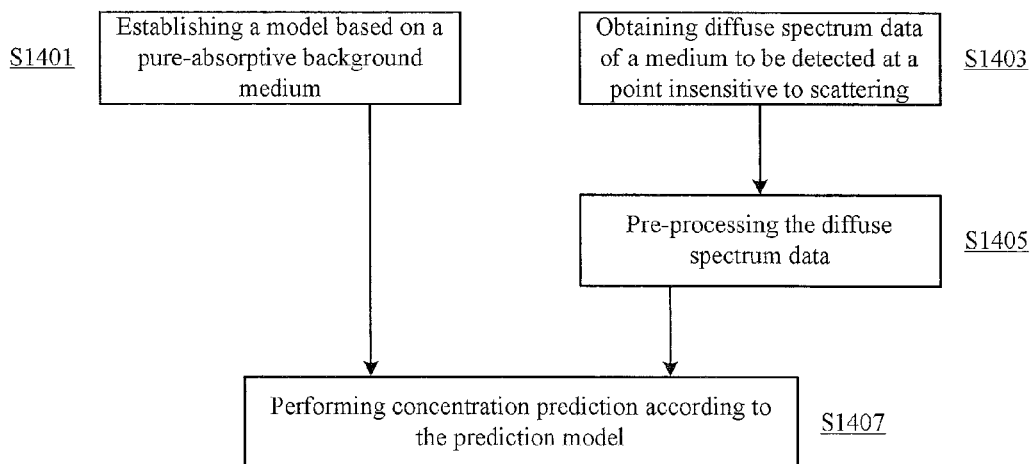 S1401
Establishing a model based on a
pure-absorptive background
medium
Obtaining diffuse spectrum data
of a medium to be detected at a
point insensitive to scattering
S1403
Pre-processing the diffuse
spectrum data
S1405
Performing concentration prediction according to
the prediction model
S1407